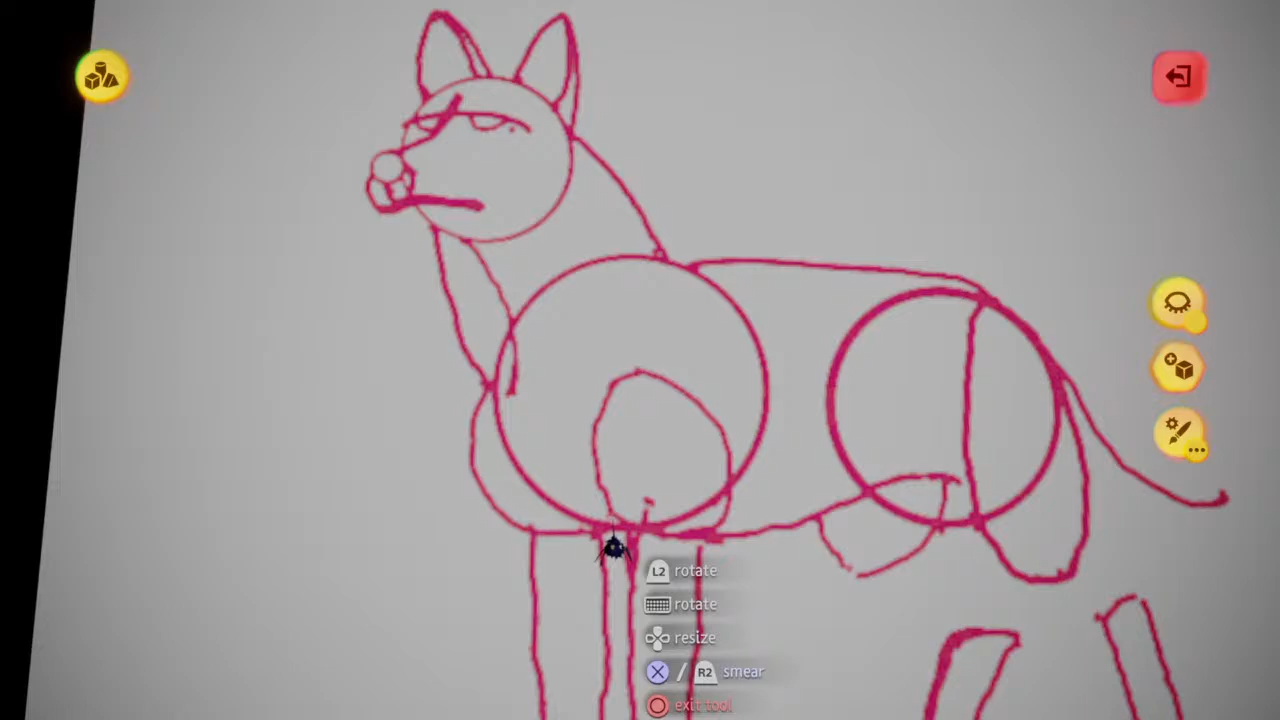 L2 rotate
rotate
resize
/ R2 smear
exit tool